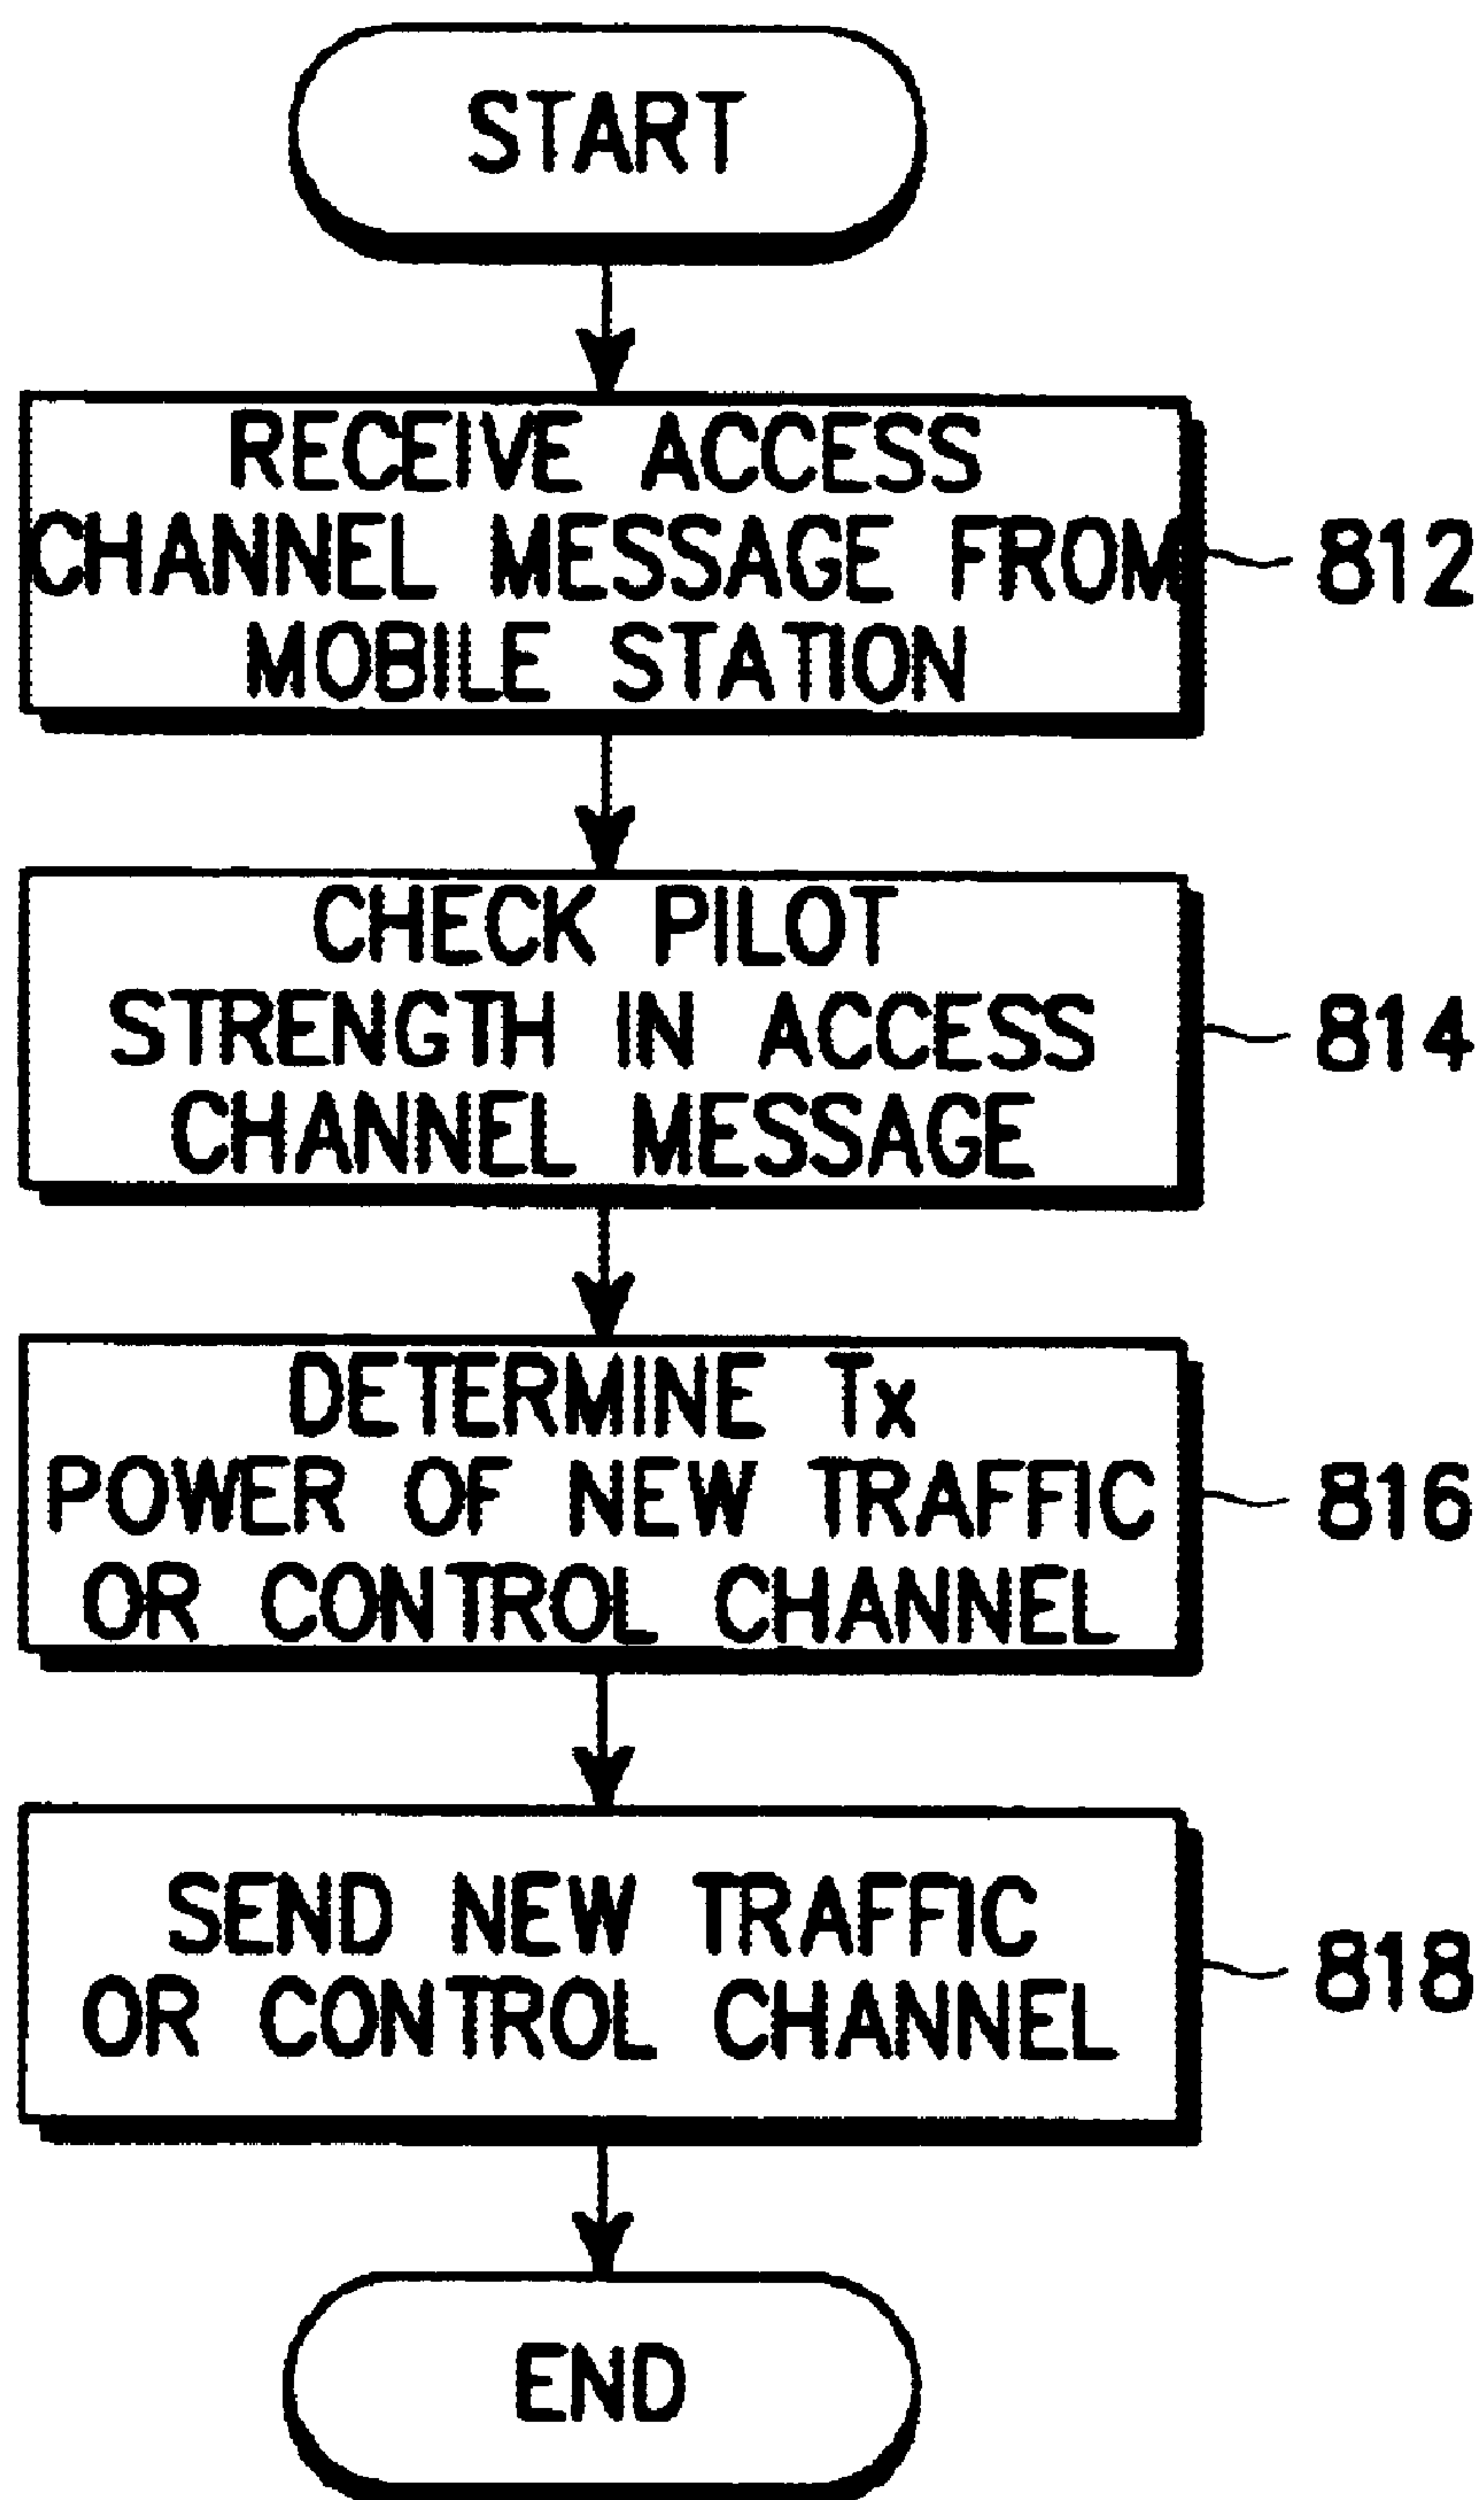 START
RECEIVE ACCESS
CHANNEL MESSAGE FROM
MOBILE STATION
812
CHECK PILOT
STRENGTH IN ACCESS
CHANNEL MESSAGE
814
DETERMINE Tx
POWER OF NEW TRAFFIC
OR CONTROL CHANNEL
816
SEND NEW TRAFFIC
OR CONTROL CHANNEL
818
END